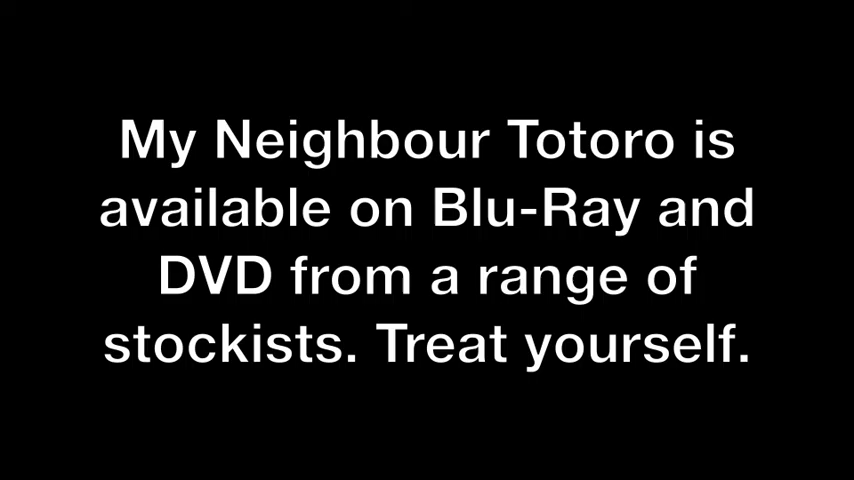 My Neighbour Totoro is
available on Blu-Ray and
DVD from a range of
stockists. Treat yourself.